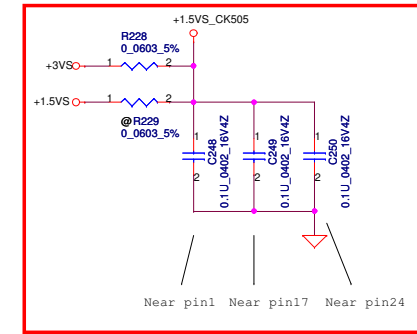 +1.5VS_CK505
R228
0_0603_5%
+3VS
1
2
+1.5VS
1
2
@R229
0_0603_5%
1
2
C248
0.1U_0402_16V4Z
1
2
C249
0.1U_0402_16V4Z
1
2
C250
0.1U_0402_16V4Z
Near pin1
Near pin17
Near pin24